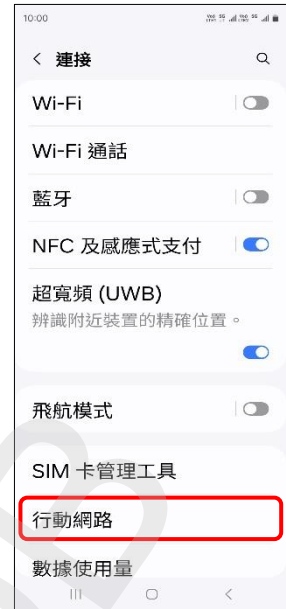 10:00
連接
Wi-Fi
Wi-Fi 通話
藍牙
NFC 及感應式支付
超寬頻 (UWB)
辨識附近裝置的精確位置。
飛航模式
SIM 卡管理工具
行動網路
數據使用量